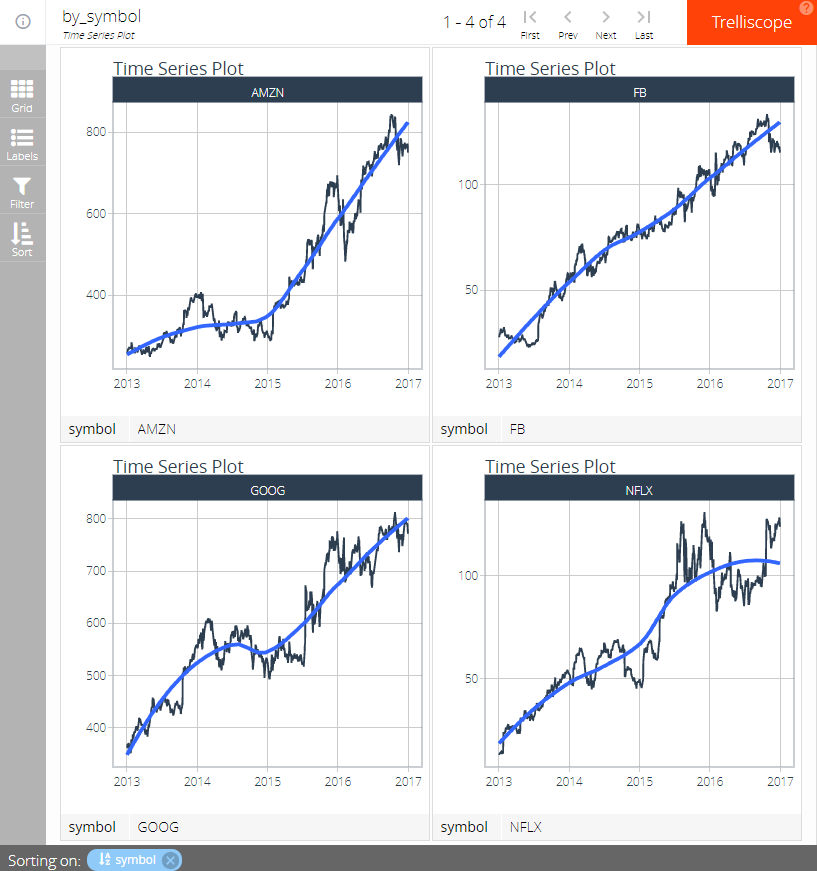 by_symbol
Time Series Plot
1 - 4 of 4
First Prev Next Last
Trelliscope
?
Grid
Labels
Filter
Sort
Time Series Plot
AMZN
800
600
400
2013 2014 2015 2016 2017
symbol AMZN
Time Series Plot
FB
100
50
2013 2014 2015 2016 2017
symbol FB
Time Series Plot
GOOG
800
700
600
500
400
2013 2014 2015 2016 2017
symbol GOOG
Time Series Plot
NFLX
100
50
2013 2014 2015 2016 2017
symbol NFLX
Sorting on: symbol